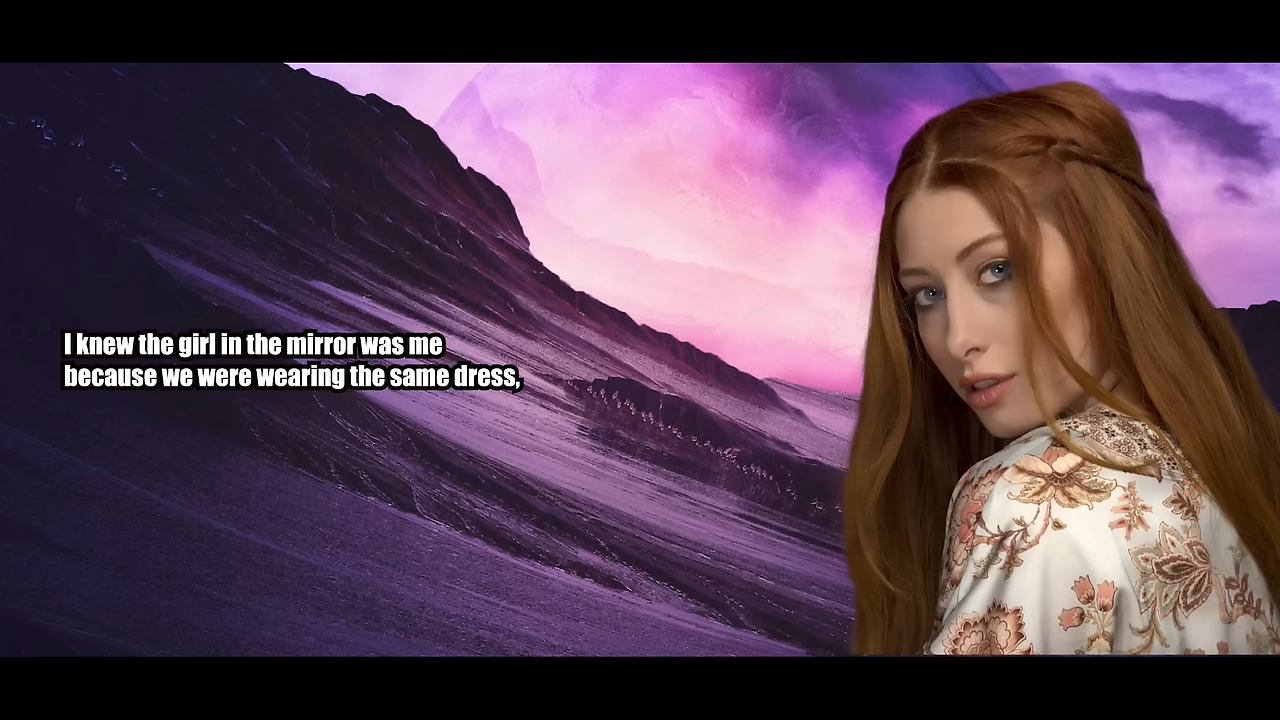 I knew the girl in the mirror was me
because we were wearing the same dress,